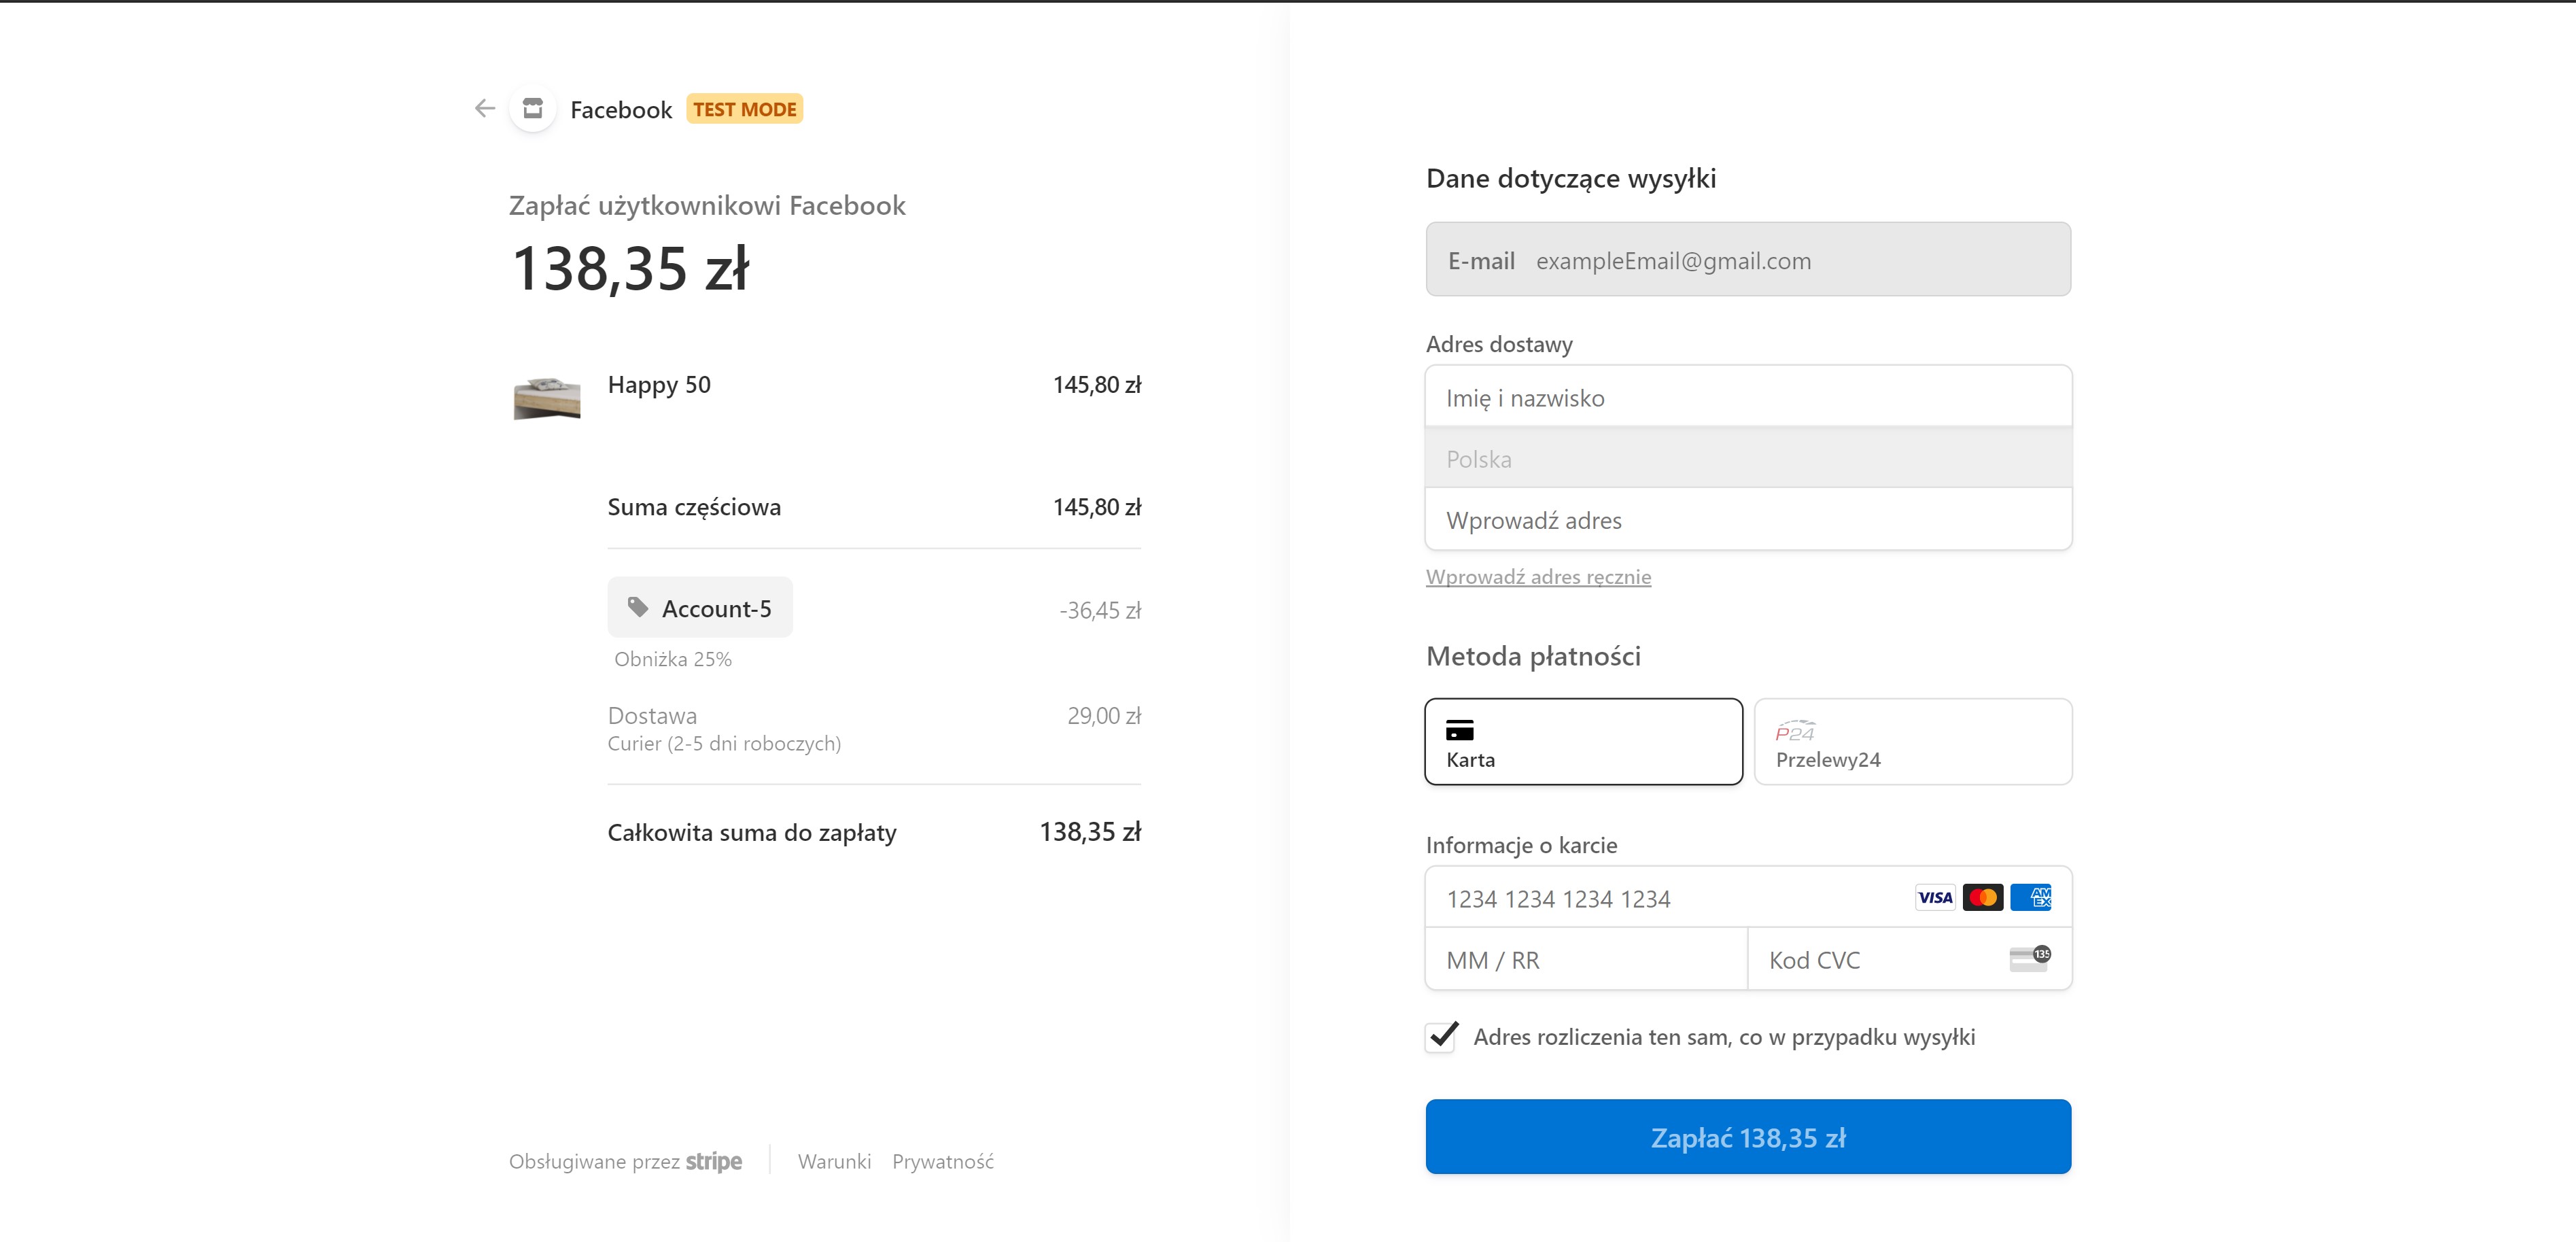 Facebook TEST MODE
Zapłać użytkownikowi Facebook
138,35 zł
Happy 50 145,80 zł
Suma częściowa 145,80 zł
Account-5 -36,45 zł
Obniżka 25%
Dostawa 29,00 zł
Curier (2-5 dni roboczych)
Całkowita suma do zapłaty 138,35 zł
Obsługiwane przez stripe Warunki Prywatność
Dane dotyczące wysyłki
E-mail exampleEmail@gmail.com
Adres dostawy
Imię i nazwisko
Polska
Wprowadź adres
Wprowadź adres ręcznie
Metoda płatności
P24
Karta Przelewy24
Informacje o karcie
1234 1234 1234 1234 VISA AM EX
MM / RR Kod CVC 135
Adres rozliczenia ten sam, co w przypadku wysyłki
Zapłać 138,35 zł